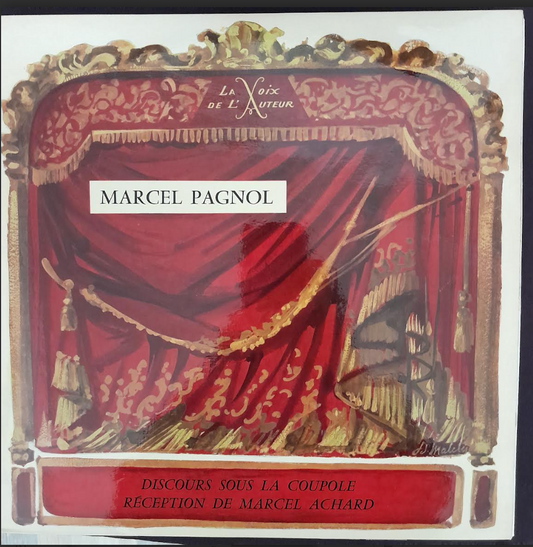 LA VOIX
DE L'AUTEUR
MARCEL PAGNOL
DISCOURS SOUS LA COUPOLE
RÉCEPTION DE MARCEL ACHARD